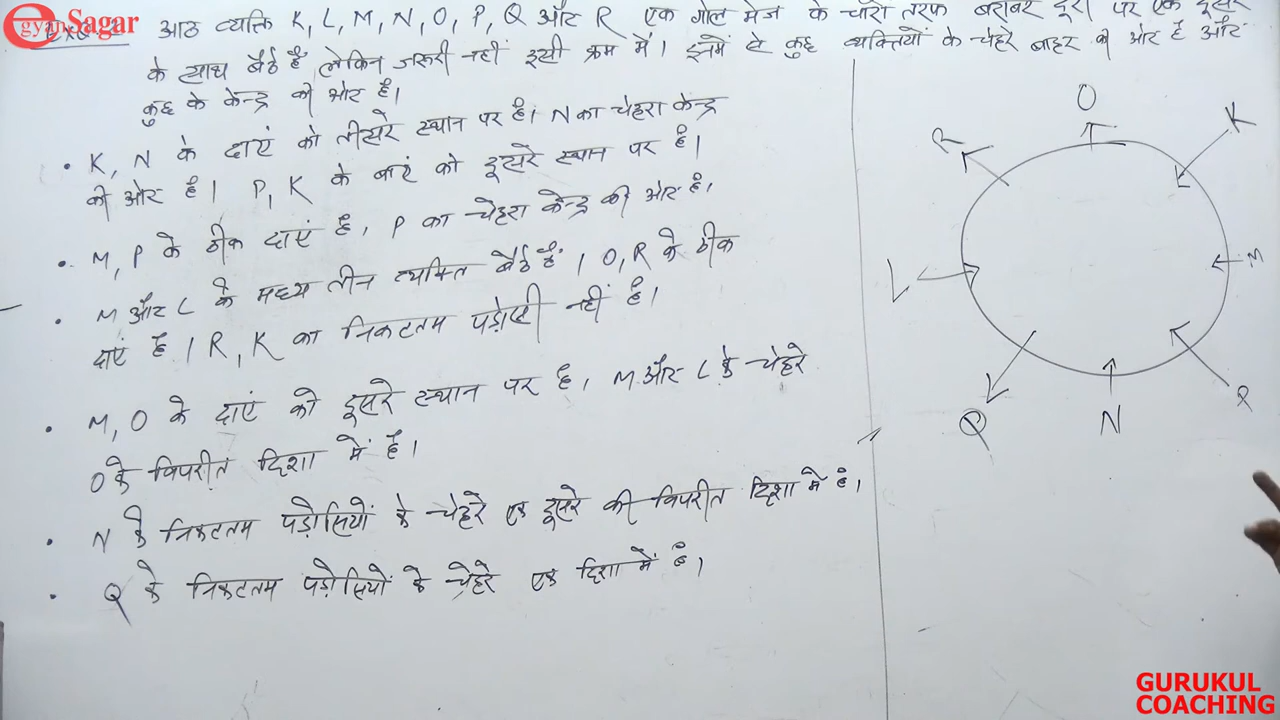 e gyan Sagar
आठ व्यक्ति K, L, M, N, O, P, Q और R एक गोल मेज के चारों तरफ बराबर दूरी पर एक दूसरे
के साथ बैठे हैं लेकिन जरूरी नहीं इसी क्रम में। इनमें से कुछ व्यक्तियों के चेहरे बाहर की ओर है और
कुछ के केन्द्र की ओर है।
• K, N के दाएं को तीसरे स्थान पर है। N का चेहरा केन्द्र
की ओर है। P, K के बाएं को दूसरे स्थान पर है।
• M, P के ठीक दाएं है, P का चेहरा केन्द्र की ओर है।
• M और L के मध्य तीन व्यक्ति बैठे हैं, O, R के ठीक
दाएं है। R, K का निकटतम पड़ोसी नहीं है।
• M, O के दाएं को दूसरे स्थान पर है, M और L के चेहरे
O के विपरीत दिशा में है।
• N के निकटतम पड़ोसियों के चेहरे एक दूसरे की विपरीत दिशा में है।
• Q के निकटतम पड़ोसियों के चेहरे एक दिशा में है।
O
R
K
L
M
Q
N
P
GURUKUL
COACHING